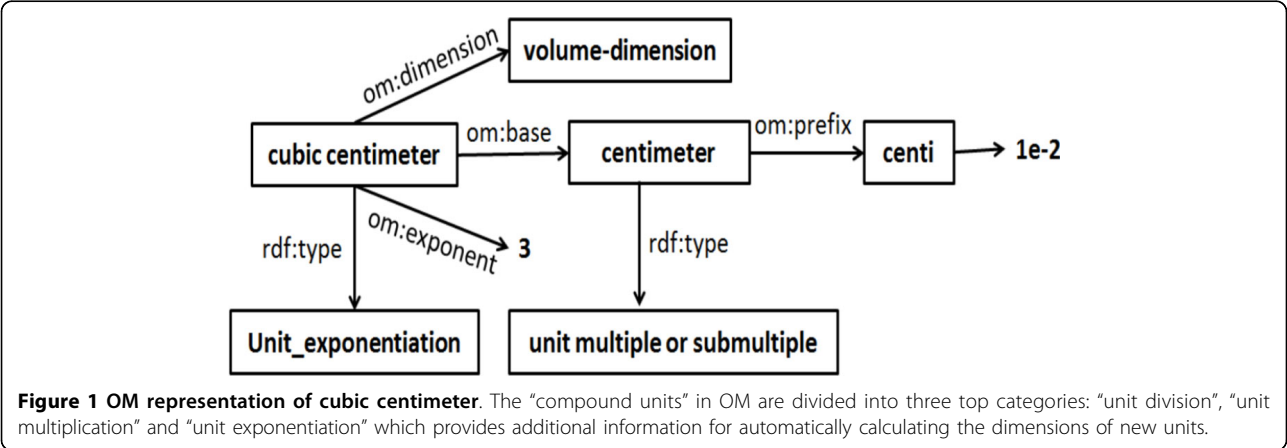 om:dimension
volume-dimension
cubic centimeter
om:base
centimeter
om:prefix
centi
1e-2
rdf:type
om:exponent
3
rdf:type
Unit_exponentiation
unit multiple or submultiple
Figure 1 OM representation of cubic centimeter. The “compound units” in OM are divided into three top categories: “unit division”, “unit
multiplication” and “unit exponentiation” which provides additional information for automatically calculating the dimensions of new units.